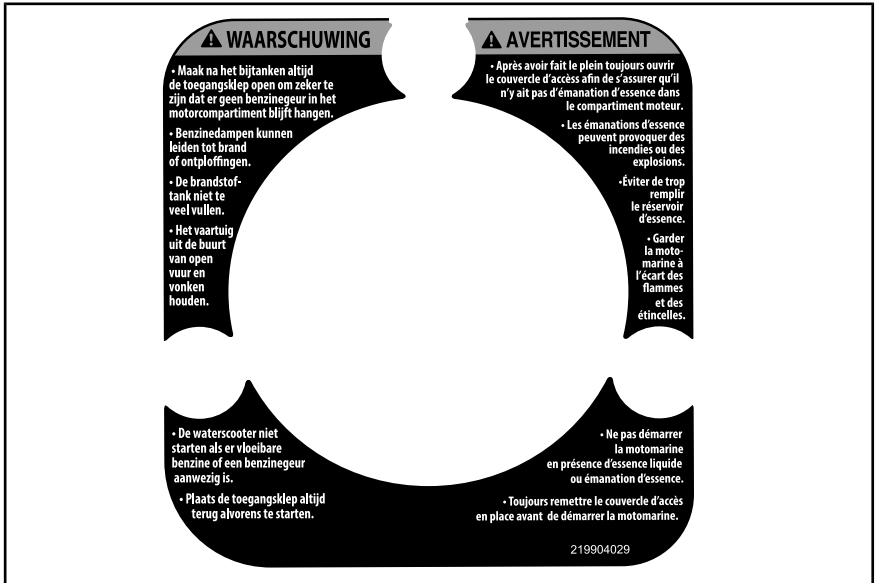 WAARSCHUWING
• Maak na het bijtanken altijd
de toegangsklep open om zeker te
zijn dat er geen benzinegeur in het
motorcompartiment blijft hangen.
• Benzinedampen kunnen
leiden tot brand
of ontploffingen.
• De brandstof-
tank niet te
veel vullen.
• Het vaartuig
uit de buurt
van open
vuur en
vonken
houden.
• De waterscooter niet
starten als er vloeibare
benzine of een benzinegeur
aanwezig is.
• Plaats de toegangsklep altijd
terug alvorens te starten.
AVERTISSEMENT
• Après avoir fait le plein toujours ouvrir
le couvercle d'accèss afin de s'assurer qu'il
n'y ait pas d'émanation d'essence dans
le compartiment moteur.
• Les émanations d'essence
peuvent provoquer des
incendies ou des
explosions.
•Éviter de trop
remplir
le réservoir
d'essence.
• Garder
la moto-
marine à
l'écart des
flammes
et des
étincelles.
• Ne pas démarrer
la motomarine
en présence d'essence liquide
ou émanation d'essence.
• Toujours remettre le couvercle d'accès
en place avant de démarrer la motomarine.
219904029